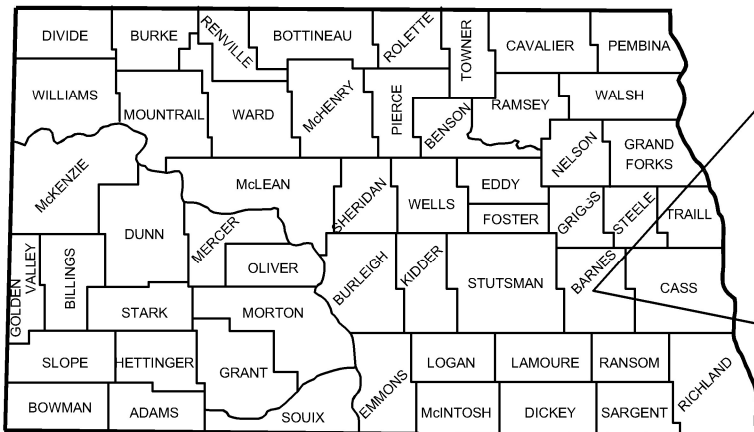 DIVIDE
BURKE
RENVILLE
BOTTINEAU
ROLETTE
TOWNER
CAVALIER
PEMBINA
WILLIAMS
MOUNTRAIL
WARD
McHENRY
PIERCE
BENSON
RAMSEY
WALSH
NELSON
GRAND
FORKS
McKENZIE
DUNN
McLEAN
MERCER
OLIVER
SHERIDAN
WELLS
EDDY
FOSTER
GRIGGS
STEELE
TRAILL
GOLDEN
VALLEY
BILLINGS
STARK
MORTON
BURLEIGH
KIDDER
STUTSMAN
BARNES
CASS
SLOPE
HETTINGER
GRANT
EMMONS
LOGAN
LAMOURE
RANSOM
RICHLAND
BOWMAN
ADAMS
SOUIX
McINTOSH
DICKEY
SARGENT